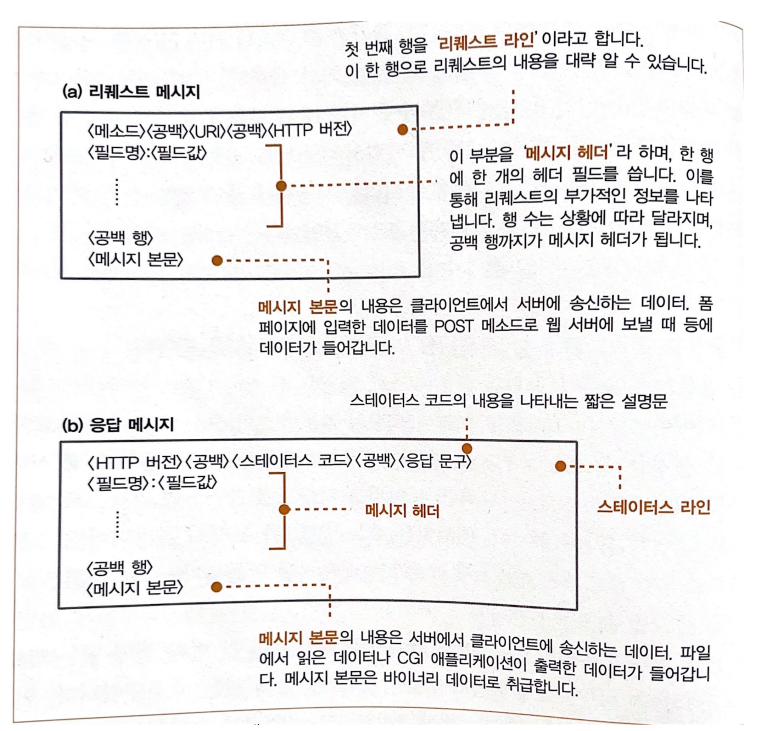 첫 번째 행을 '리퀘스트 라인'이라고 합니다.
이 한 행으로 리퀘스트의 내용을 대략 알 수 있습니다.
(a) 리퀘스트 메시지
〈메소드〉〈공백〉〈URI〉〈공백〉〈HTTP 버전〉
〈필드명〉:〈필드값〉
〈공백 행〉
〈메시지 본문〉
이 부분을 '메시지 헤더'라 하며, 한 행
에 한 개의 헤더 필드를 씁니다. 이를
통해 리퀘스트의 부가적인 정보를 나타
냅니다. 행 수는 상황에 따라 달라지며,
공백 행까지가 메시지 헤더가 됩니다.
메시지 본문의 내용은 클라이언트에서 서버에 송신하는 데이터. 폼
페이지에 입력한 데이터를 POST 메소드로 웹 서버에 보낼 때 등에
데이터가 들어갑니다.
스테이터스 코드의 내용을 나타내는 짧은 설명문
(b) 응답 메시지
〈HTTP 버전〉〈공백〉〈스테이터스 코드〉〈공백〉〈응답 문구〉
〈필드명〉:〈필드값〉
메시지 헤더
스테이터스 라인
〈공백 행〉
〈메시지 본문〉
메시지 본문의 내용은 서버에서 클라이언트에 송신하는 데이터. 파일
에서 읽은 데이터나 CGI 애플리케이션이 출력한 데이터가 들어갑니
다. 메시지 본문은 바이너리 데이터로 취급합니다.